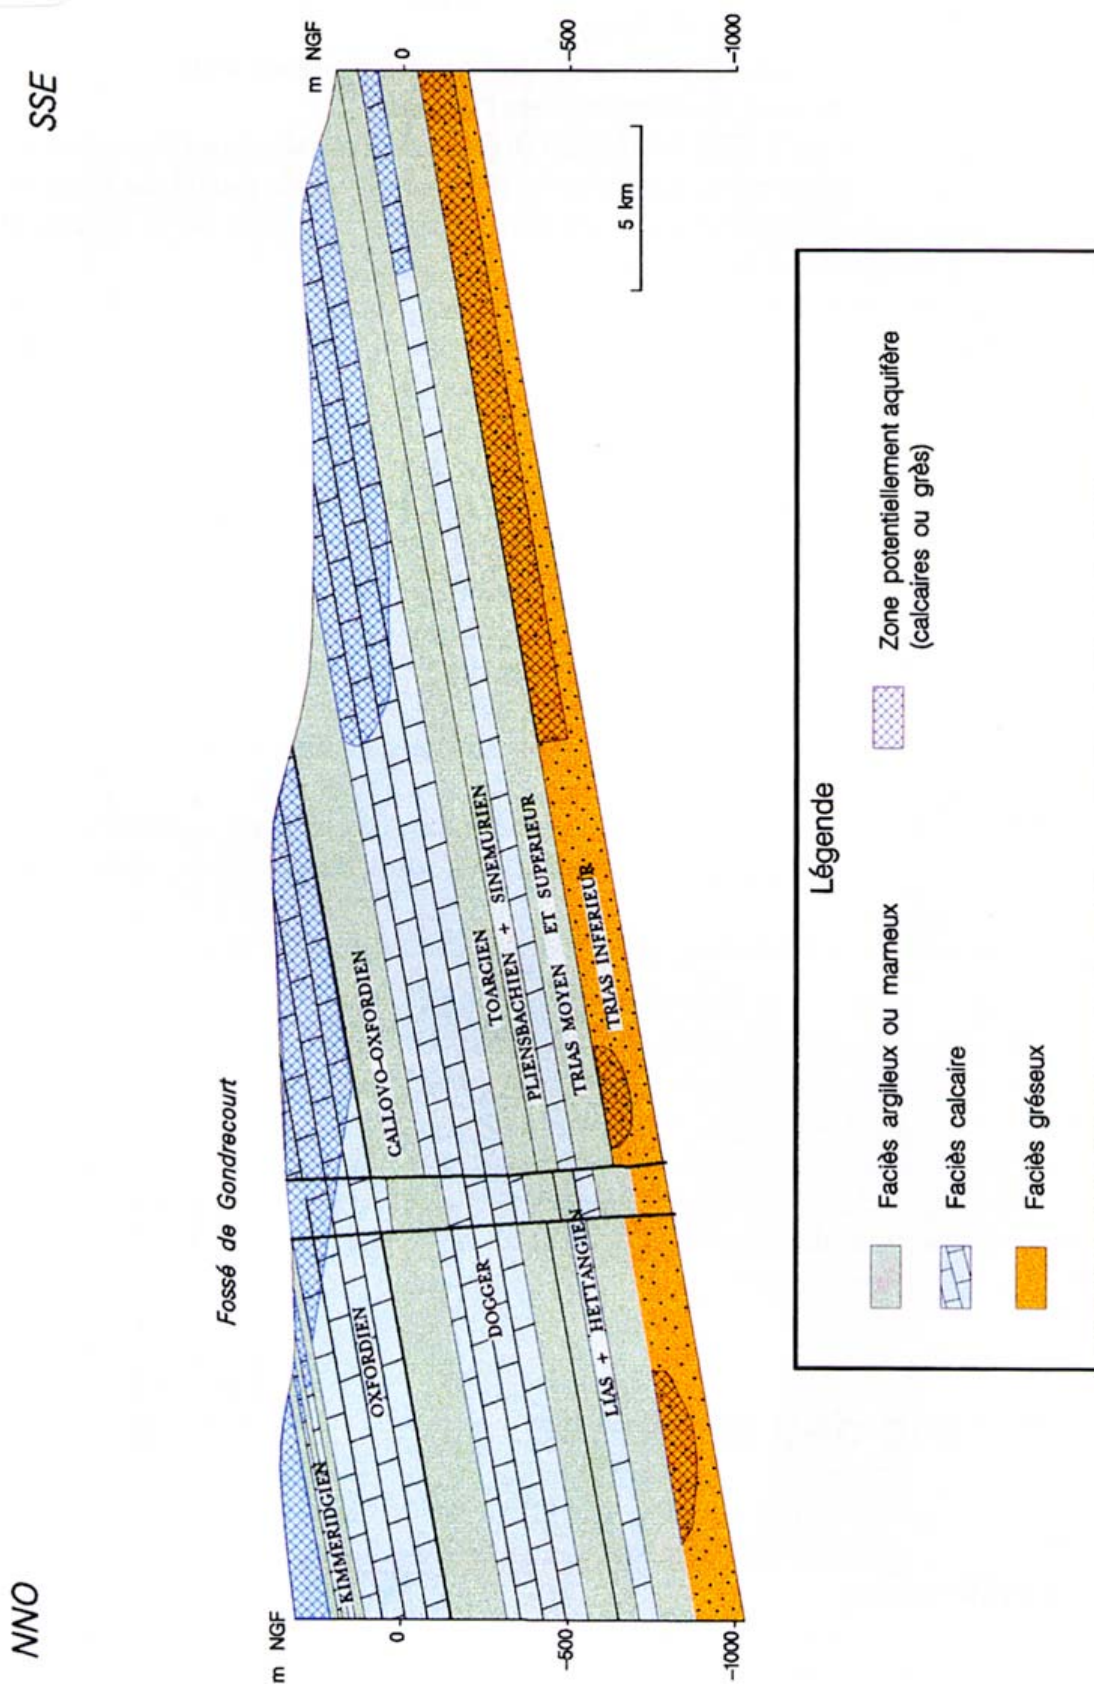 NNO
SSE
Fossé de Gondrecourt
m NGF
0
-500
-1000
m NGF
0
-500
-1000
KIMMERIDGIEN
OXFORDIEN
CALLOVO-OXFORDIEN
DOGGER
TOARCIEN
PLIENSBACHIEN + SINEMURIEN
LIAS + HETTANGIEN
TRIAS MOYEN ET SUPERIEUR
TRIAS INFERIEUR
5 km
Légende
Faciès argileux ou marneux
Faciès calcaire
Faciès gréseux
Zone potentiellement aquifère
(calcaires ou grès)